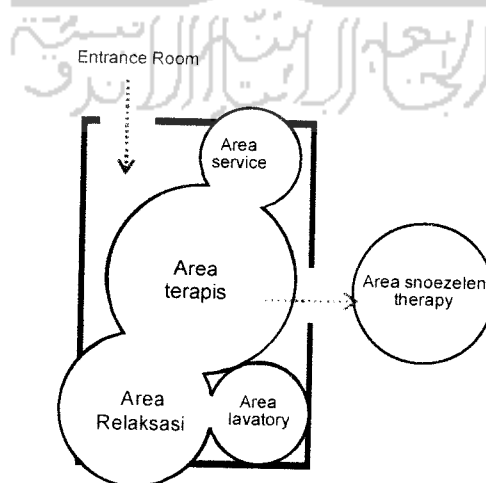 Entrance Room
Area
service
Area
terapis
Area snoezelen
therapy
Area
Relaksasi
Area
lavatory